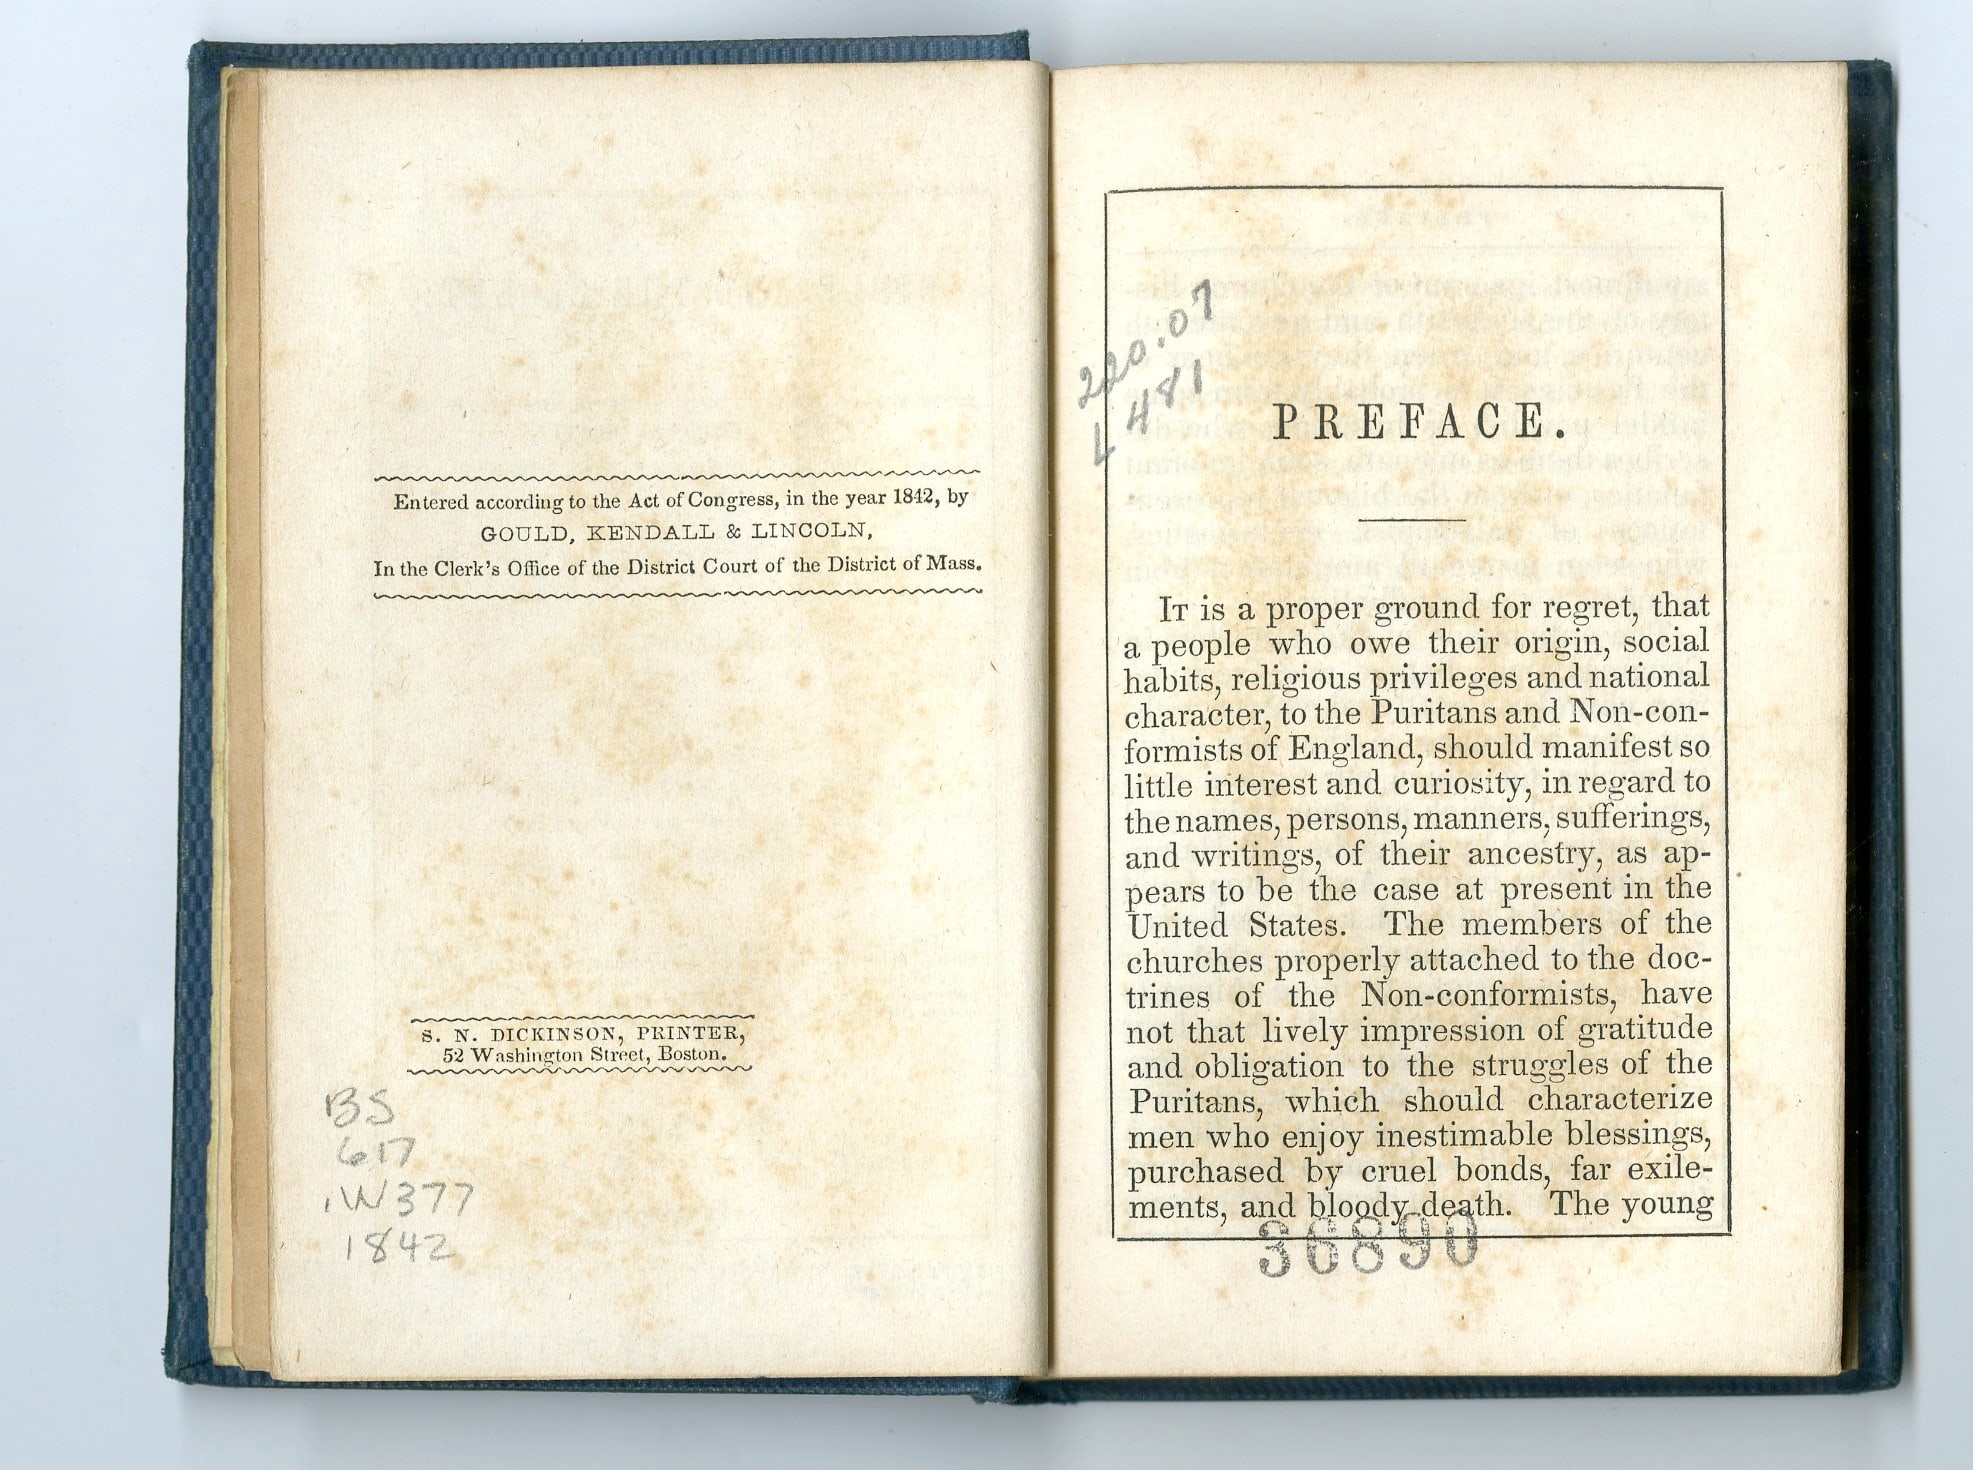 Entered according to the Act of Congress, in the year 1842, by
GOULD, KENDALL & LINCOLN,
In the Clerk's Office of the District Court of the District of Mass.
S. N. DICKINSON, PRINTER,
52 Washington Street, Boston.
BS
617
.W377
1842
220.07
L481
PREFACE.
IT is a proper ground for regret, that
a people who owe their origin, social
habits, religious privileges and national
character, to the Puritans and Non-con-
formists of England, should manifest so
little interest and curiosity, in regard to
the names, persons, manners, sufferings,
and writings, of their ancestry, as ap-
pears to be the case at present in the
United States. The members of the
churches properly attached to the doc-
trines of the Non-conformists, have
not that lively impression of gratitude
and obligation to the struggles of the
Puritans, which should characterize
men who enjoy inestimable blessings,
purchased by cruel bonds, far exile-
ments, and bloody death. The young
36890